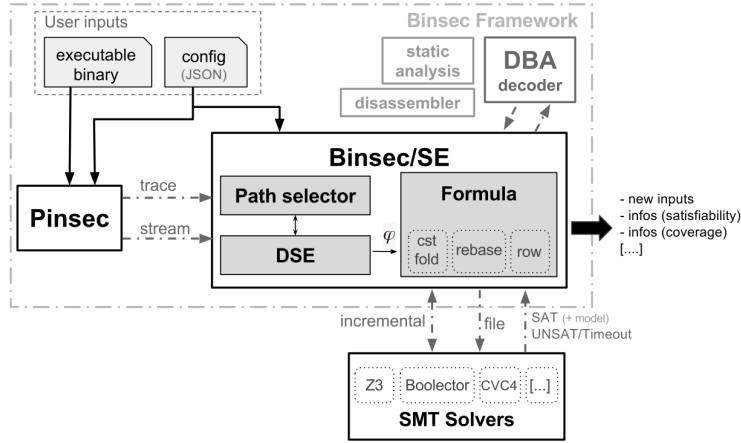 User inputs
Binsec Framework
executable
binary
config
(JSON)
static
analysis
disassembler
DBA
decoder
Pinsec
trace
stream
Binsec/SE
Path selector
DSE
φ
Formula
cst
fold
rebase
row
- new inputs
- infos (satisfiability)
- infos (coverage)
[....]
incremental
file
SAT (+ model)
UNSAT/Timeout
Z3
Boolector
CVC4
[...]
SMT Solvers